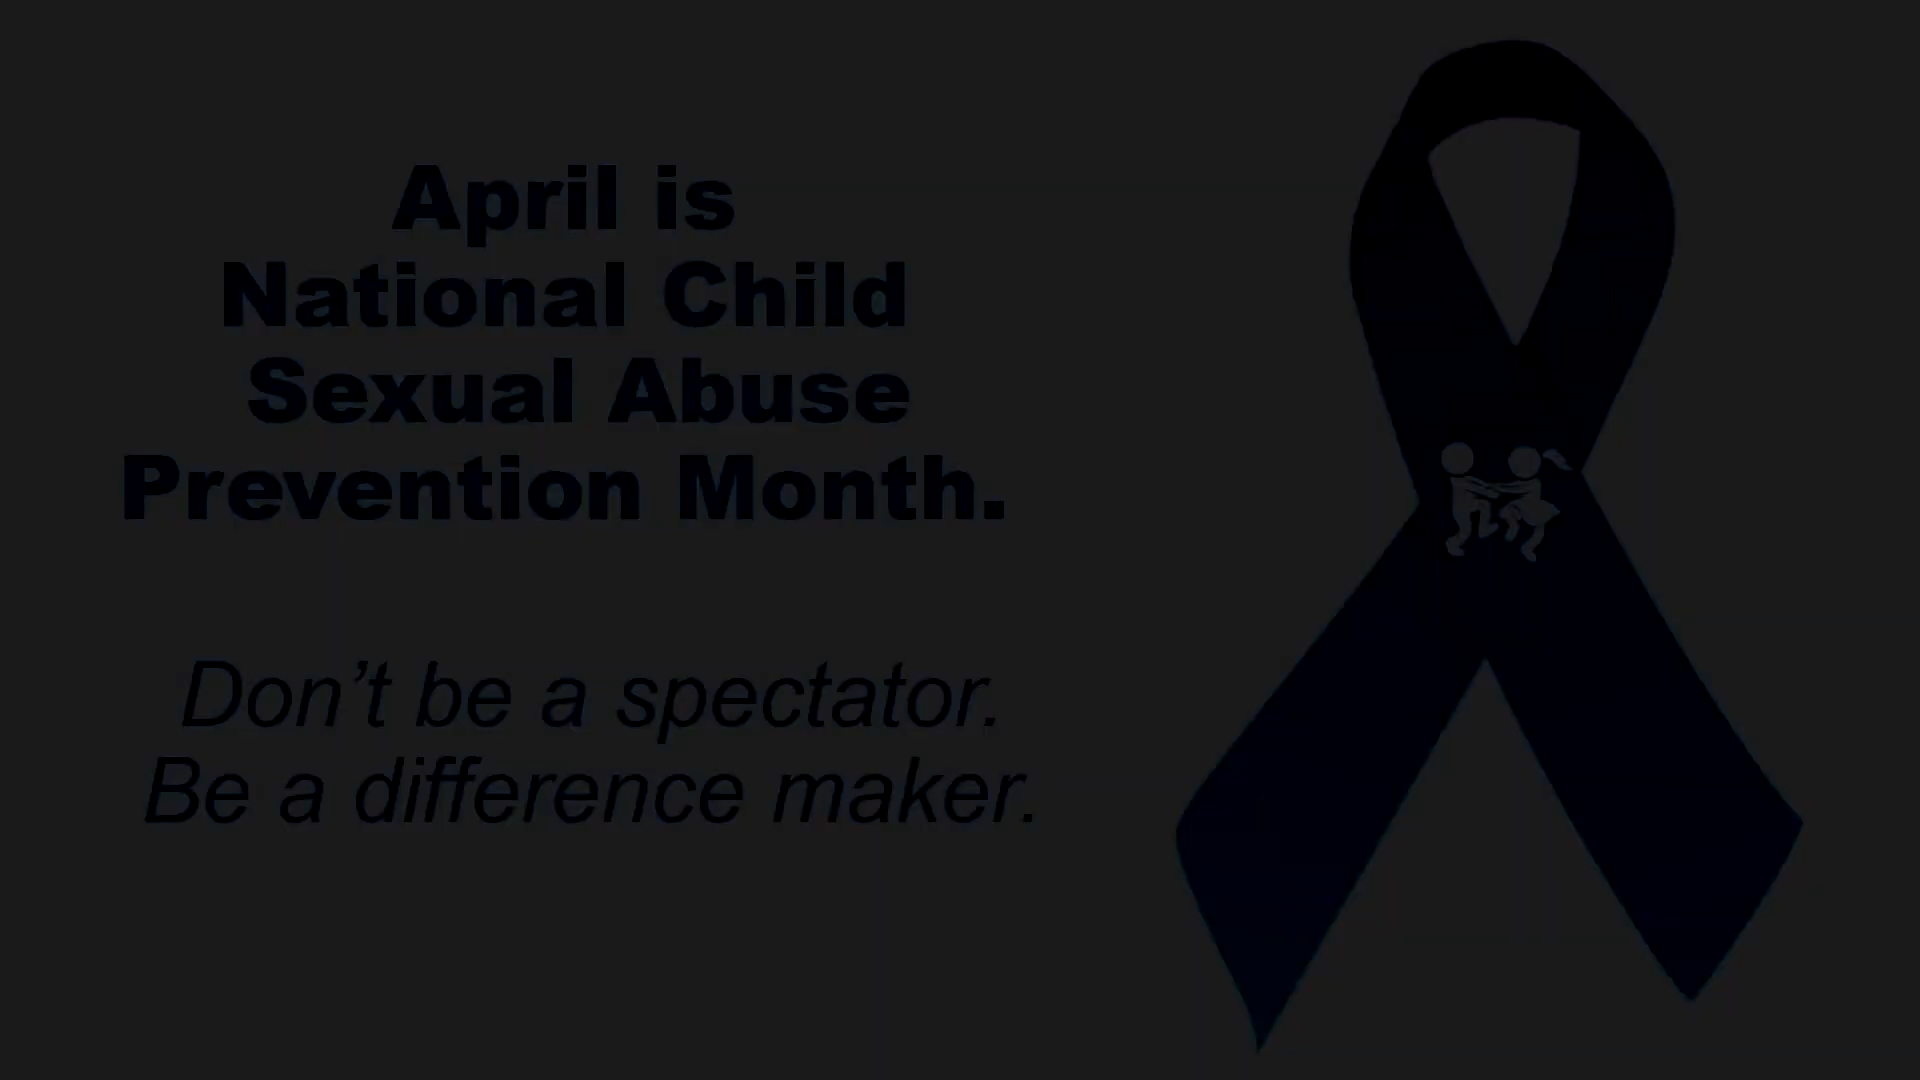 April is
National Child
Sexual Abuse
Prevention Month.
Don’t be a spectator.
Be a difference maker.